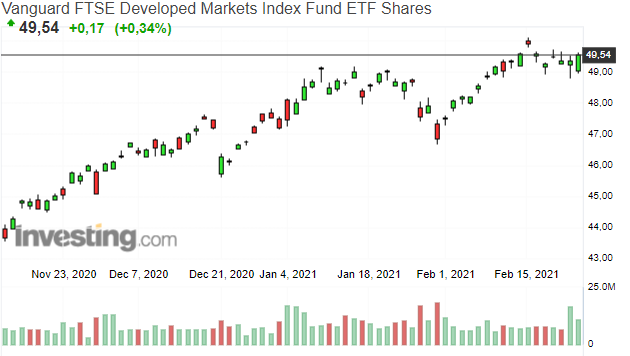 Vanguard FTSE Developed Markets Index Fund ETF Shares
49,54 +0,17 (+0,34%)
49,54
49.00
48.00
47.00
46.00
45.00
44.00
43.00
Investing.com
Nov 23, 2020 Dec 7, 2020 Dec 21, 2020 Jan 4, 2021 Jan 18, 2021 Feb 1, 2021 Feb 15, 2021
25.0M
0